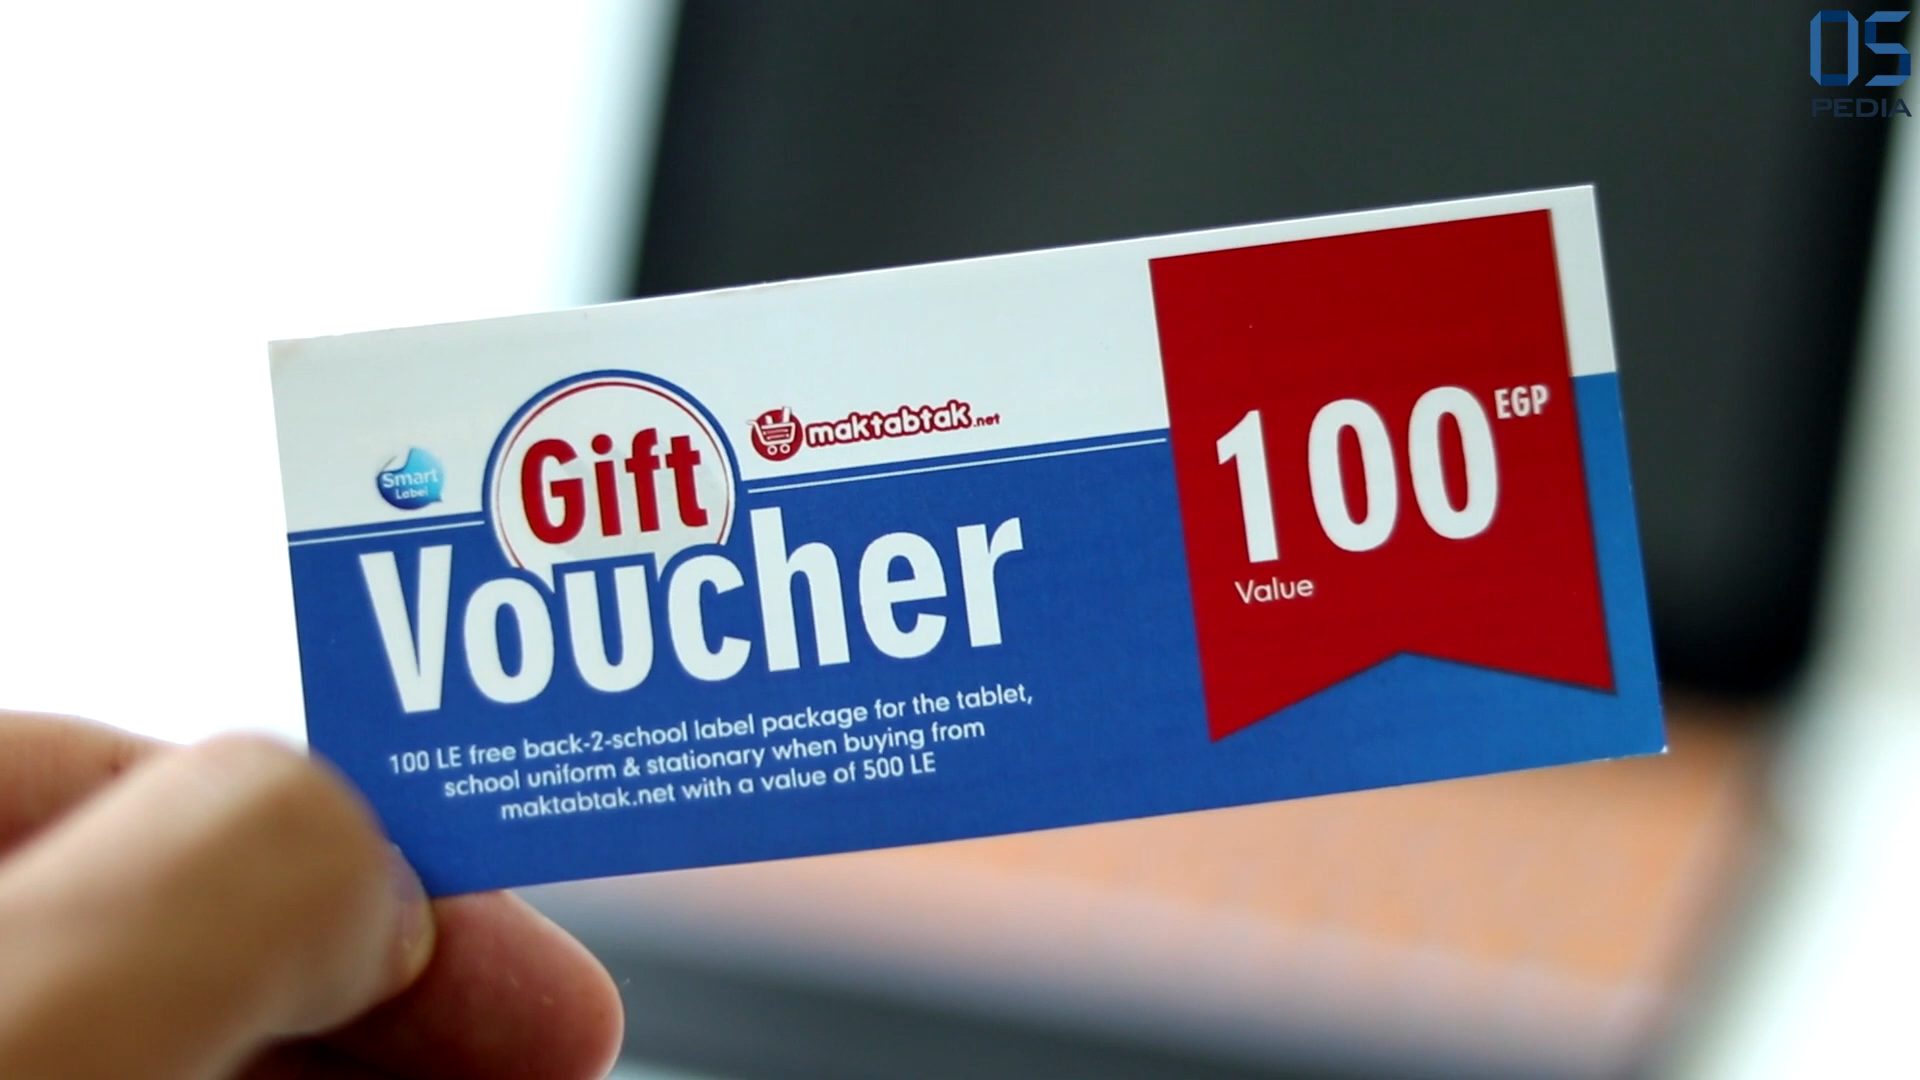 OS
PEDIA
Smart
Label
Gift
Voucher
maktabtak.net
100 EGP
Value
100 LE free back-2-school label package for the tablet,
school uniform & stationary when buying from
maktabtak.net with a value of 500 LE